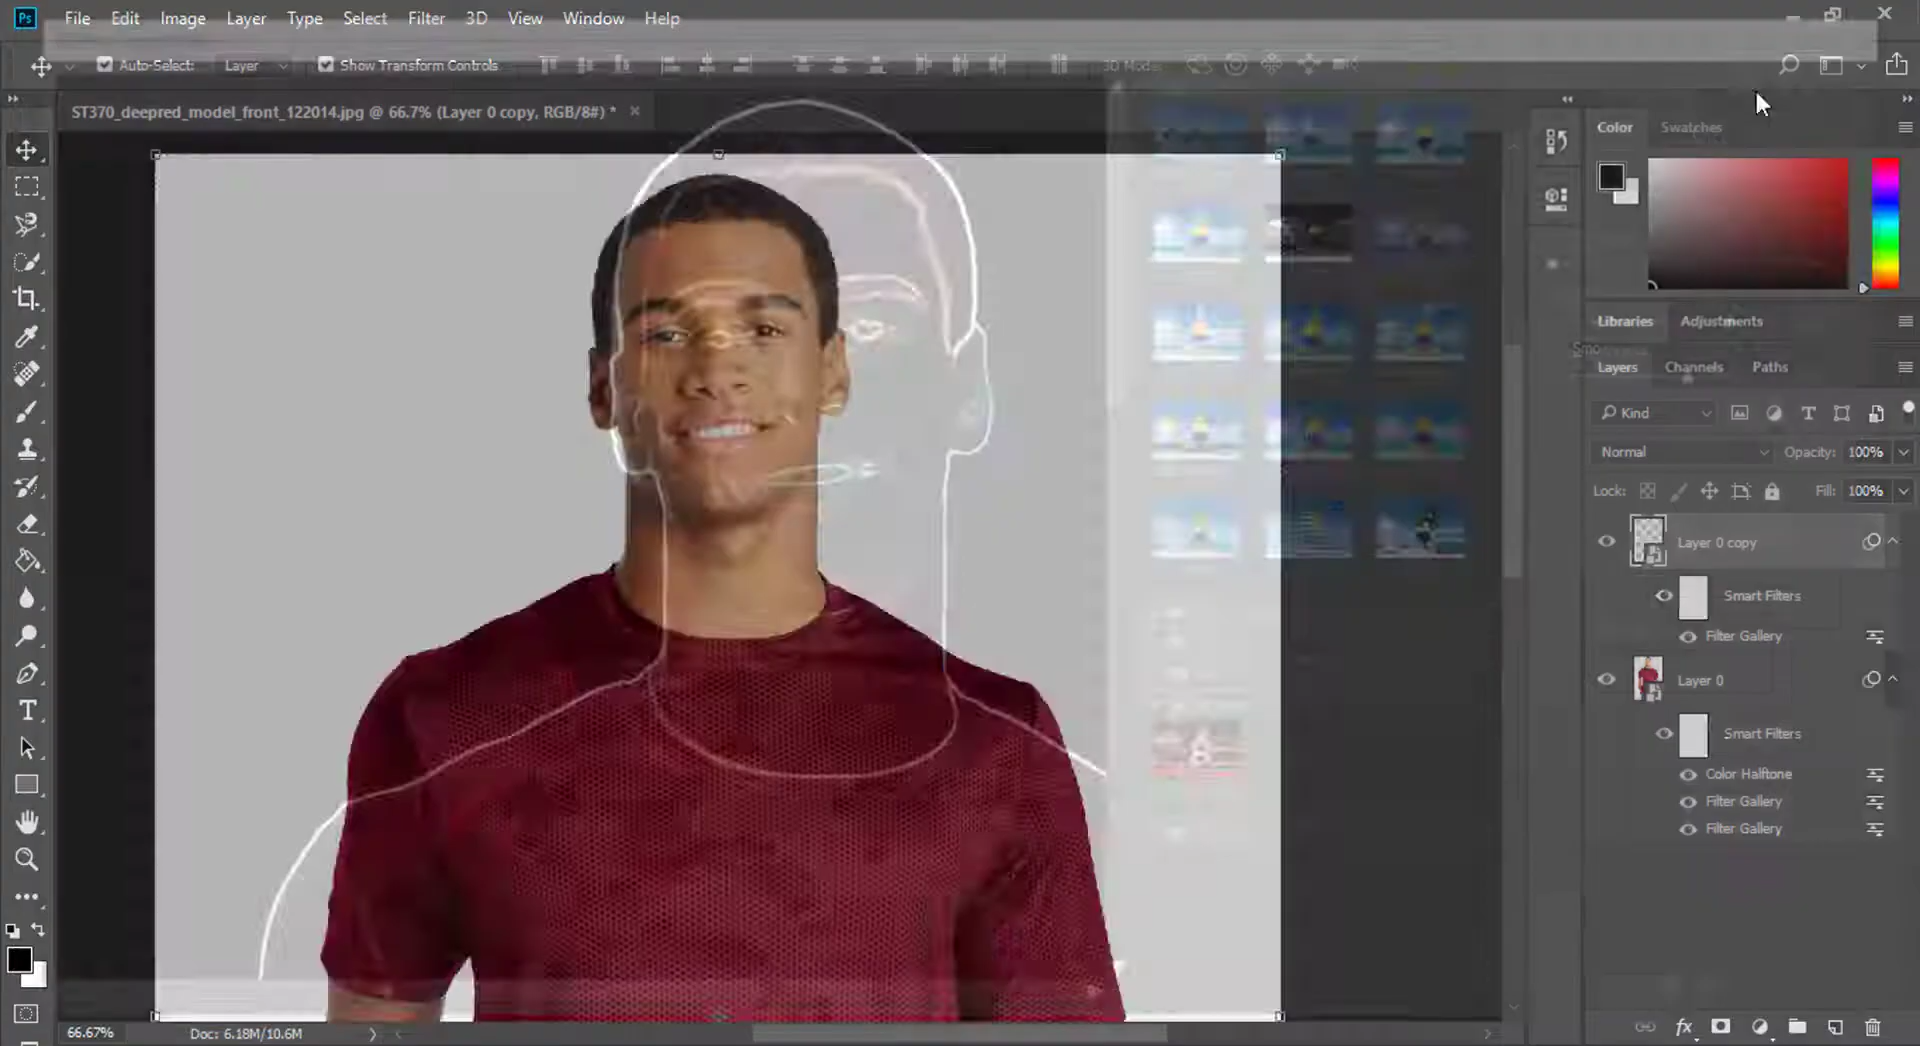 Ps File Edit Image Layer Type Select Filter 3D View Window Help
Auto-Select: Layer Show Transform Controls
ST370_deepred_model_front_122014.jpg @ 66.7% (Layer 0 copy, RGB/8#) *
Color Swatches
Libraries Adjustments
Layers Channels Paths
Kind
Normal Opacity: 100%
Lock: Fill: 100%
Layer 0 copy
Smart Filters
Filter Gallery
Layer 0
Smart Filters
Color Halftone
Filter Gallery
Filter Gallery
fx
66.67% Doc: 6.18M/10.6M